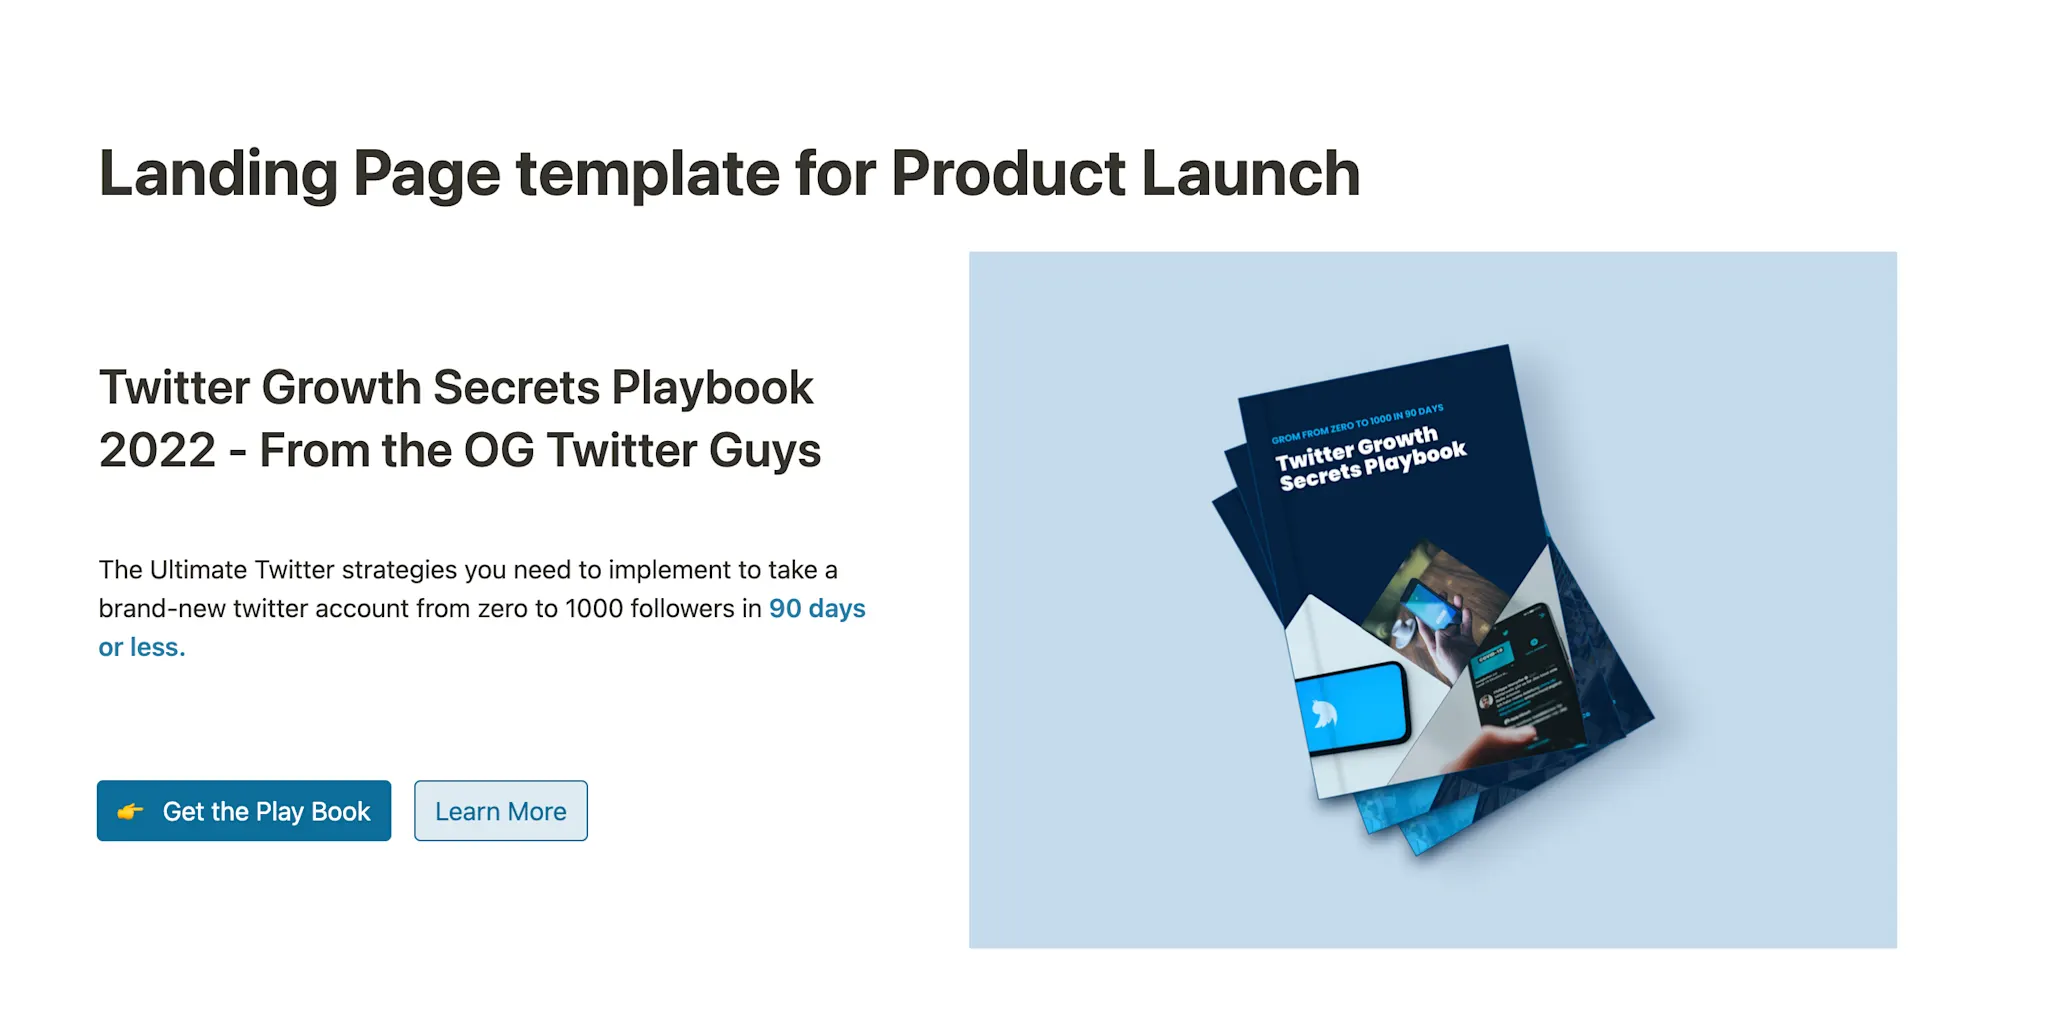 Landing Page template for Product Launch
Twitter Growth Secrets Playbook
2022 - From the OG Twitter Guys
The Ultimate Twitter strategies you need to implement to take a
brand-new twitter account from zero to 1000 followers in 90 days
or less.
👉 Get the Play Book
Learn More
GROM FROM ZERO TO 1000 IN 90 DAYS
Twitter Growth
Secrets Playbook
covid-19